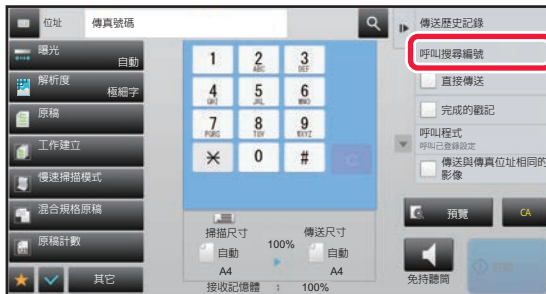 位址 傳真號碼
曝光
自動
解析度
極細字
原稿
工作建立
慢速掃描模式
混合規格原稿
原稿計數
其它
1 2 3
ABC DEF
4 5 6
GHI JKL MNO
7 8 9
PQRS TUV WXYZ
0 #
C
掃描尺寸 傳送尺寸
自動 100% 自動
A4 A4
接收記憶體 : 100%
傳送歷史記錄
呼叫搜尋編號
直接傳送
完成的戳記
呼叫程式
呼叫已登錄設定
傳送與傳真位址相同的
影像
預覽 CA
免持聽筒